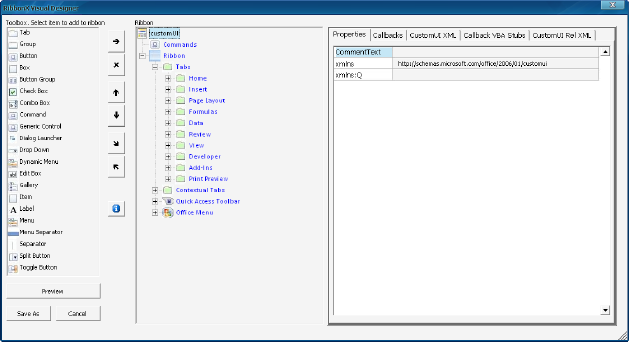 RibbonX Visual Designer
Toolbox. Select item to add to ribbon
Tab
Group
Button
Box
Button Group
Check Box
Combo Box
Command
Generic Control
Dialog Launcher
Drop Down
Dynamic Menu
Edit Box
Gallery
Item
Label
Menu
Menu Separator
Separator
Split Button
Toggle Button
Preview
Save As
Cancel
Ribbon
customUI
Commands
Ribbon
Tabs
Home
Insert
Page Layout
Formulas
Data
Review
View
Developer
Add-Ins
Print Preview
Contextual Tabs
Quick Access Toolbar
Office Menu
Properties
Callbacks
CustomUI XML
Callback VBA Stubs
CustomUI Rel XML
CommentText
xmlns
http://schemas.microsoft.com/office/2006/01/customui
xmlns:Q